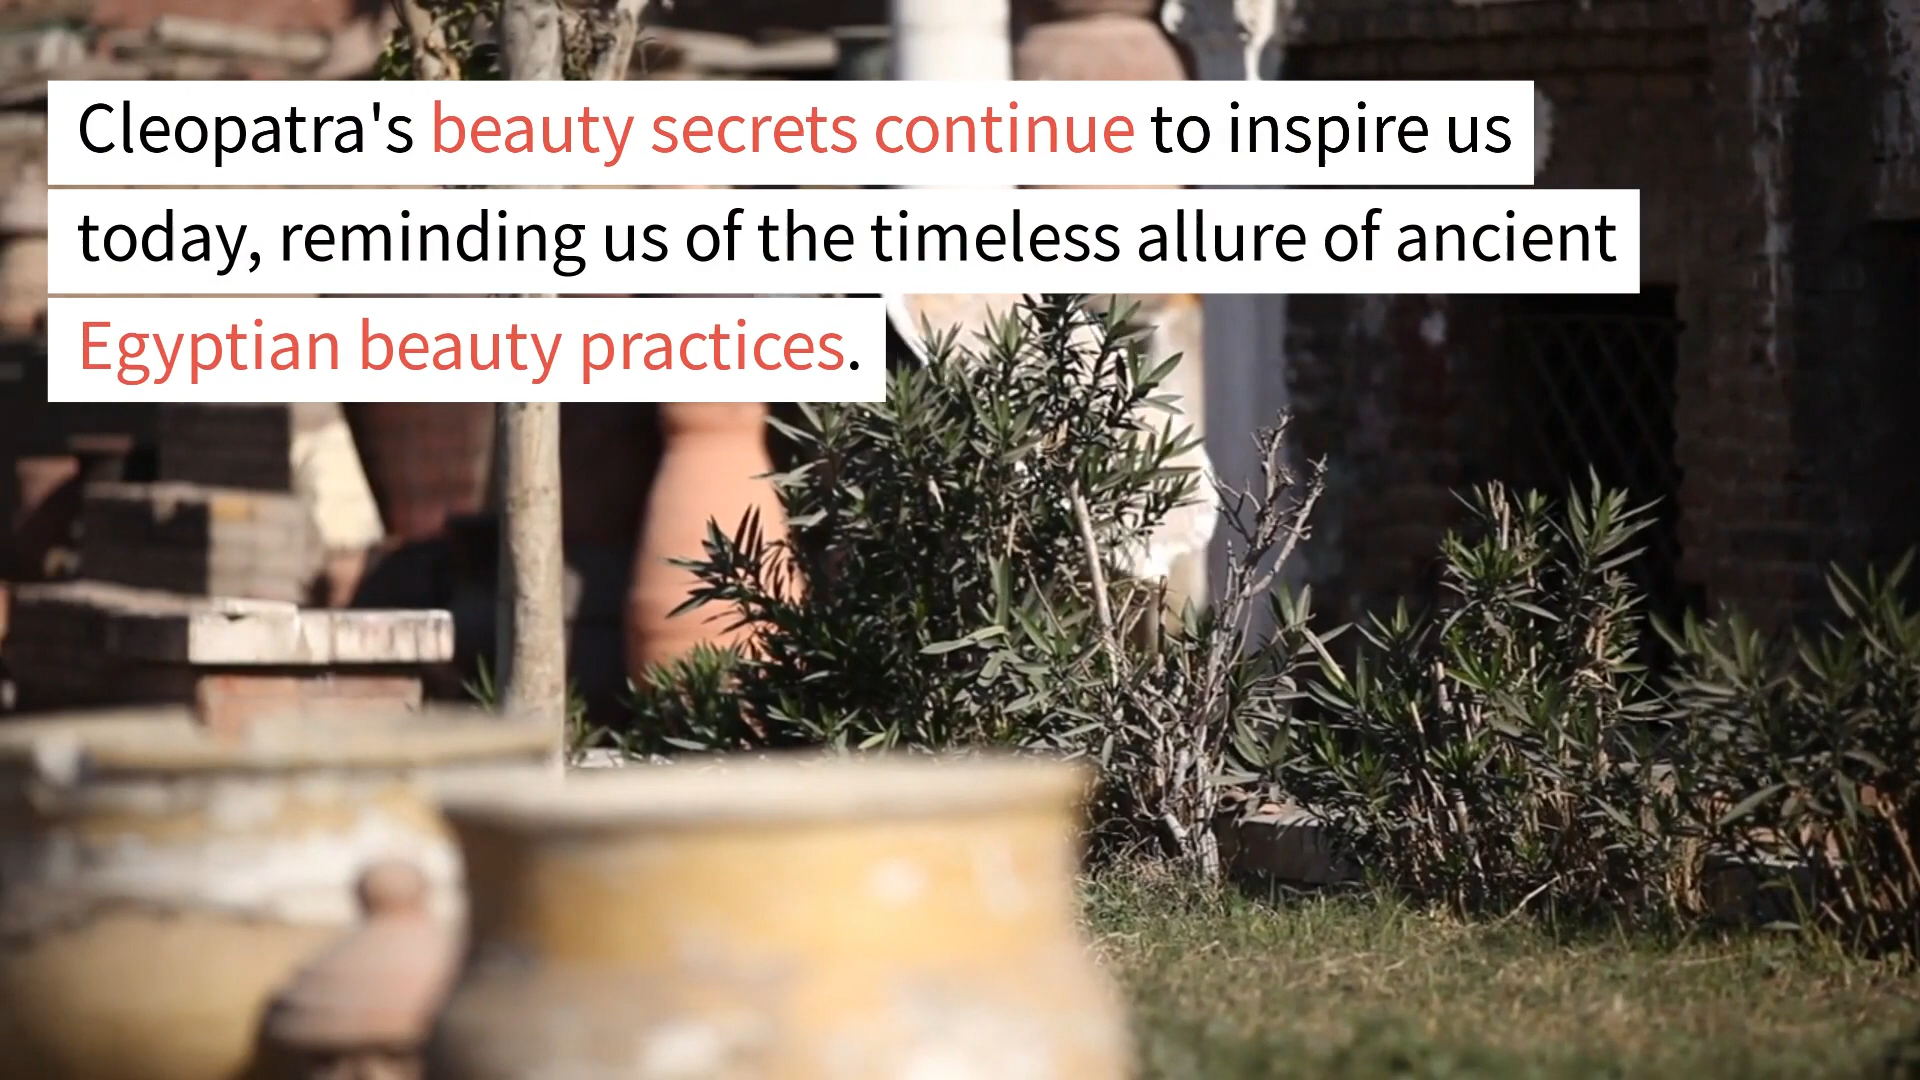 Cleopatra's beauty secrets continue to inspire us
today, reminding us of the timeless allure of ancient
Egyptian beauty practices.